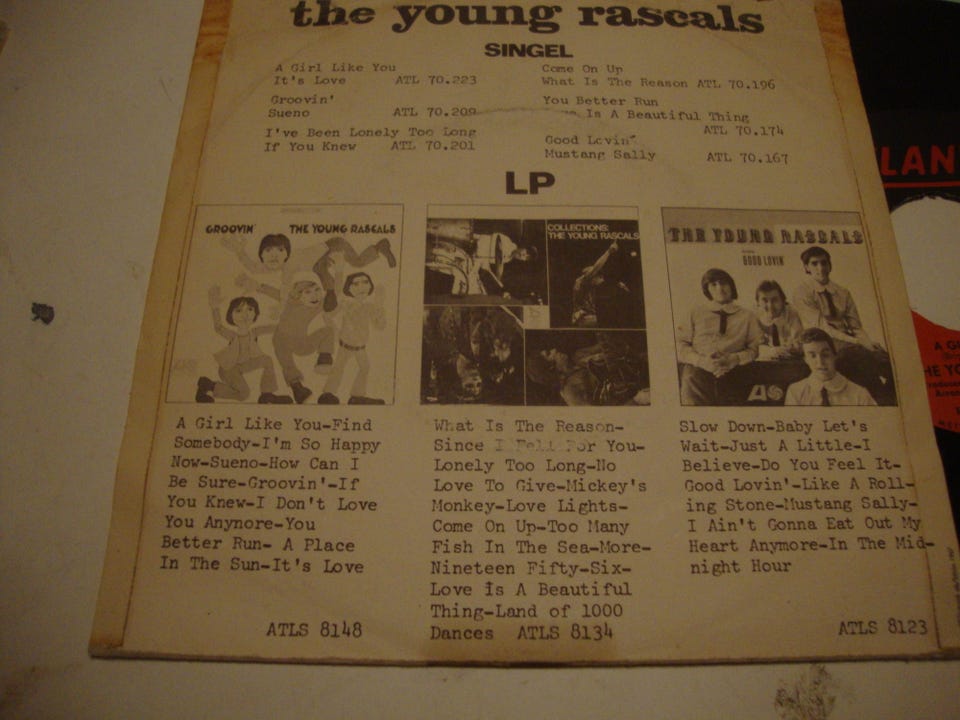 the young rascals
SINGEL
A Girl Like You
It's Love ATL 70.223
Groovin'
Sueno ATL 70.209
I've Been Lonely Too Long
If You Knew ATL 70.201
Come On Up
What Is The Reason ATL 70.196
You Better Run
Is A Beautiful Thing
ATL 70.174
Good Lovin'
Mustang Sally ATL 70.167
LP
GROOVIN' THE YOUNG RASCALS
COLLECTIONS:
THE YOUNG RASCALS
THE YOUNG RASCALS
GOOD LOVIN'
A Girl Like You-Find
Somebody-I'm So Happy
Now-Sueno-How Can I
Be Sure-Groovin'-If
You Knew-I Don't Love
You Anynore-You
Better Run- A Place
In The Sun-It's Love
ATLS 8148
What Is The Reason-
Since I Fell For You-
Lonely Too Long-No
Love To Give-Mickey's
Monkey-Love Lights-
Come On Up-Too Many
Fish In The Sea-More-
Nineteen Fifty-Six-
Love Is A Beautiful
Thing-Land of 1000
Dances ATLS 8134
Slow Down-Baby Let's
Wait-Just A Little-I
Believe-Do You Feel It-
Good Lovin'-Like A Roll-
ing Stone-Mustang Sally-
I Ain't Gonna Eat Out My
Heart Anymore-In The Mid-
night Hour
ATLS 8123
LAN
A G
HE YO